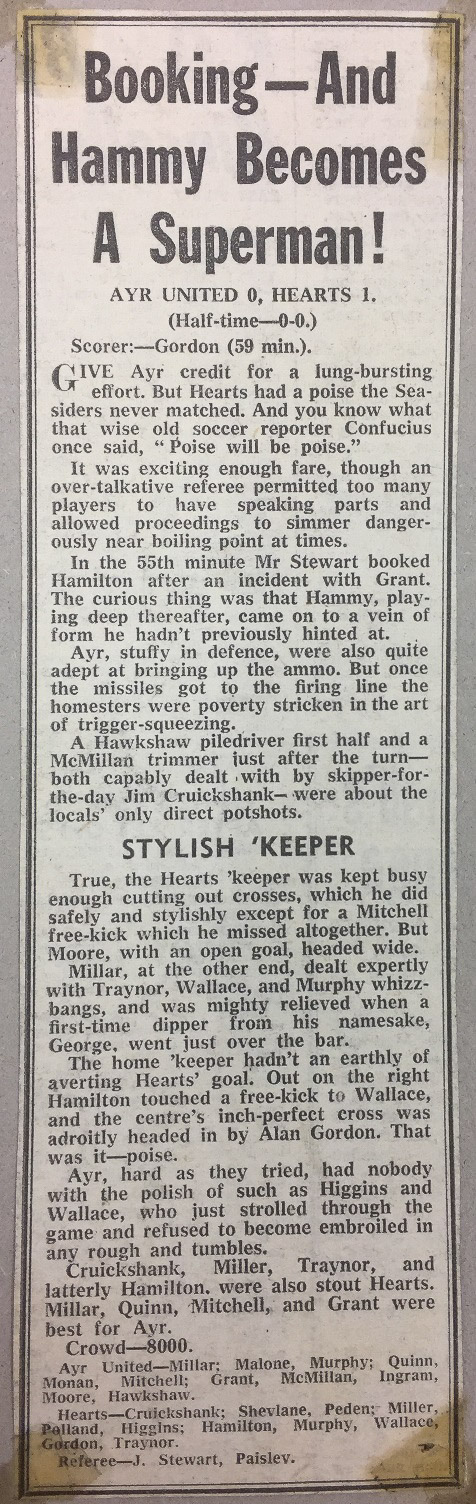 Booking—And
Hammy Becomes
A Superman!
AYR UNITED 0, HEARTS 1.
(Half-time—0-0.)
Scorer:—Gordon (59 min.).
GIVE Ayr credit for a lung-bursting
effort. But Hearts had a poise the Sea-
siders never matched. And you know what
that wise old soccer reporter Confucius
once said, “ Poise will be poise.”
It was exciting enough fare, though an
over-talkative referee permitted too many
players to have speaking parts and
allowed proceedings to simmer danger-
ously near boiling point at times.
In the 55th minute Mr Stewart booked
Hamilton after an incident with Grant.
The curious thing was that Hammy, play-
ing deep thereafter, came on to a vein of
form he hadn't previously hinted at.
Ayr, stuffy in defence, were also quite
adept at bringing up the ammo. But once
the missiles got to the firing line the
homesters were poverty stricken in the art
of trigger-squeezing.
A Hawkshaw piledriver first half and a
McMillan trimmer just after the turn—
both capably dealt with by skipper-for-
the-day Jim Cruickshank—were about the
locals' only direct potshots.
STYLISH 'KEEPER
True, the Hearts 'keeper was kept busy
enough cutting out crosses, which he did
safely and stylishly except for a Mitchell
free-kick which he missed altogether. But
Moore, with an open goal, headed wide.
Millar, at the other end, dealt expertly
with Traynor, Wallace, and Murphy whizz-
bangs, and was mighty relieved when a
first-time dipper from his namesake,
George, went just over the bar.
The home 'keeper hadn't an earthly of
averting Hearts' goal. Out on the right
Hamilton touched a free-kick to Wallace,
and the centre's inch-perfect cross was
adroitly headed in by Alan Gordon. That
was it—poise.
Ayr, hard as they tried, had nobody
with the polish of such as Higgins and
Wallace, who just strolled through the
game and refused to become embroiled in
any rough and tumbles.
Cruickshank, Miller, Traynor, and
latterly Hamilton. were also stout Hearts.
Millar, Quinn, Mitchell, and Grant were
best for Ayr.
Crowd—8000.
Ayr United—Millar; Malone, Murphy; Quinn,
Monan, Mitchell; Grant, McMillan, Ingram,
Moore, Hawkshaw.
Hearts—Cruickshank; Shevlane, Peden; Miller,
Polland, Higgins; Hamilton, Murphy, Wallace,
Gordon, Traynor.
Referee—J. Stewart, Paisley.